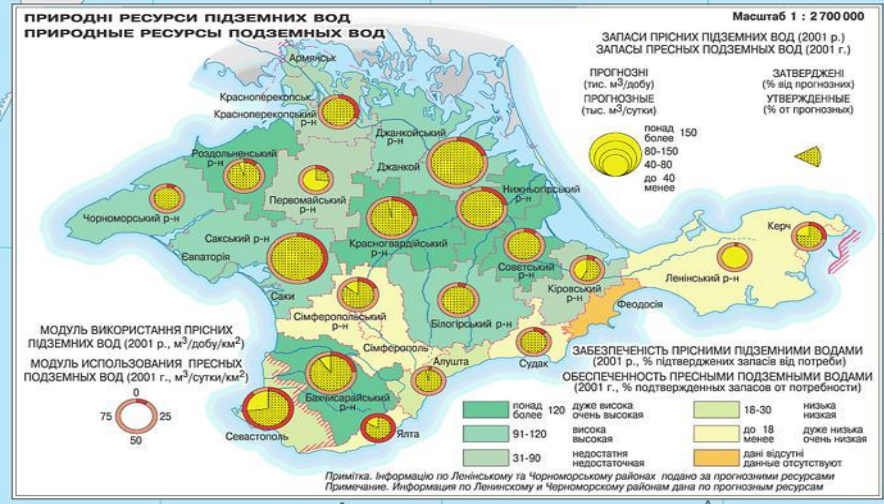 ПРИРОДНІ РЕСУРСИ ПІДЗЕМНИХ ВОД
ПРИРОДНЫЕ РЕСУРСЫ ПОДЗЕМНЫХ ВОД
Масштаб 1 : 2 700 000
ЗАПАСИ ПРІСНИХ ПІДЗЕМНИХ ВОД (2001 р.)
ЗАПАСЫ ПРЕСНЫХ ПОДЗЕМНЫХ ВОД (2001 г.)
ПРОГНОЗНІ
(тис. м³/добу)
ПРОГНОЗНЫЕ
(тыс. м³/сутки)
ЗАТВЕРДЖЕНІ
(% від прогнозних)
УТВЕРЖДЕННЫЕ
(% от прогнозных)
понад
более 150
80-150
40-80
до 40
менее
Армянськ
Красноперекопськ
Красноперекопський
р-н
Джанкойський
р-н
Джанкой
Роздольненський
р-н
Первомайський
р-н
Нижньогірський
р-н
Чорноморський р-н
Сакський р-н
Красногвардійський
р-н
Євпаторія
Совєтський
р-н
Керч
Ленінський р-н
Кіровський
р-н
Саки
Феодосія
Сімферопольський
р-н
Білогірський
р-н
Сімферополь
Алушта
Судак
Бахчисарайський
р-н
Севастополь
Ялта
МОДУЛЬ ВИКОРИСТАННЯ ПРІСНИХ
ПІДЗЕМНИХ ВОД (2001 р., м³/добу/км²)
МОДУЛЬ ИСПОЛЬЗОВАНИЯ ПРЕСНЫХ
ПОДЗЕМНЫХ ВОД (2001 г., м³/сутки/км²)
0
75 25
50
ЗАБЕЗПЕЧЕНІСТЬ ПРІСНИМИ ПІДЗЕМНИМИ ВОДАМИ
(2001 р., % підтверджених запасів від потреби)
ОБЕСПЕЧЕННОСТЬ ПРЕСНЫМИ ПОДЗЕМНЫМИ ВОДАМИ
(2001 г., % подтвержденных запасов от потребности)
понад
более 120 дуже висока
очень высокая
91-120 висока
высокая
31-90 недостатня
недостаточная
18-30 низька
низкая
до 18
менее дуже низька
очень низкая
дані відсутні
данные отсутствуют
Примітка. Інформацію по Ленінському та Чорноморському районах подано за прогнозними ресурсами
Примечание. Информация по Ленинскому и Черноморскому районам дана по прогнозным ресурсам